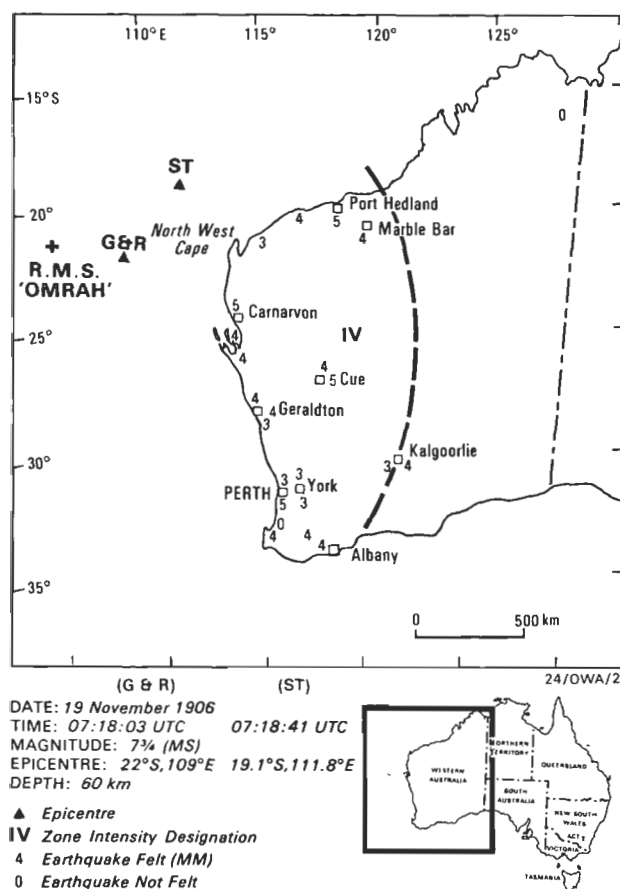 110°E 115° 120° 125°
15°S
0
ST
20°
North West
Cape
Port Hedland
5
4
3
Marble Bar
4
G&R
R.M.S.
'OMRAH'
5
Carnarvon
25°
4
4
IV
4
5 Cue
4
4
3
Geraldton
Kalgoorlie
3 4
30°
3
3
York
3
PERTH
5
0
4
4
4
Albany
35°
0 500 km
24/OWA/2
(G & R) (ST)
DATE: 19 November 1906
TIME: 07:18:03 UTC 07:18:41 UTC
MAGNITUDE: 7¾ (MS)
EPICENTRE: 22°S,109°E 19.1°S,111.8°E
DEPTH: 60 km
▲ Epicentre
IV Zone Intensity Designation
4 Earthquake Felt (MM)
0 Earthquake Not Felt
WESTERN
AUSTRALIA
NORTHERN
TERRITORY
QUEENSLAND
SOUTH
AUSTRALIA
NEW SOUTH
WALES
ACT
VICTORIA
TASMANIA